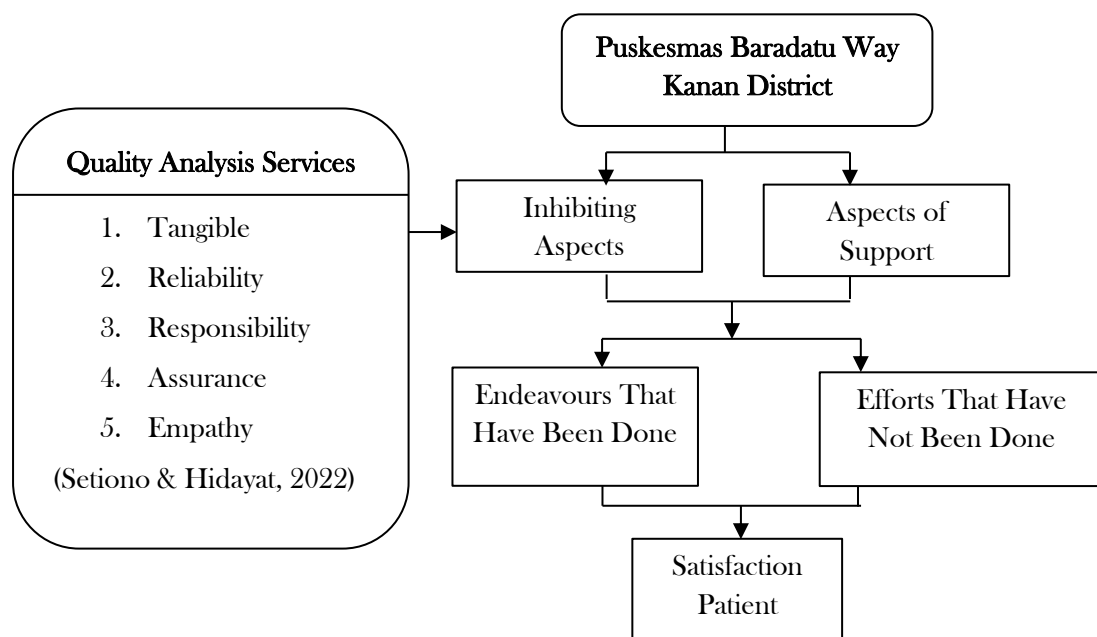 Puskesmas Baradatu Way
Kanan District
Quality Analysis Services
1. Tangible
2. Reliability
3. Responsibility
4. Assurance
5. Empathy
(Setiono & Hidayat, 2022)
Inhibiting
Aspects
Aspects of
Support
Endeavours That
Have Been Done
Efforts That Have
Not Been Done
Satisfaction
Patient